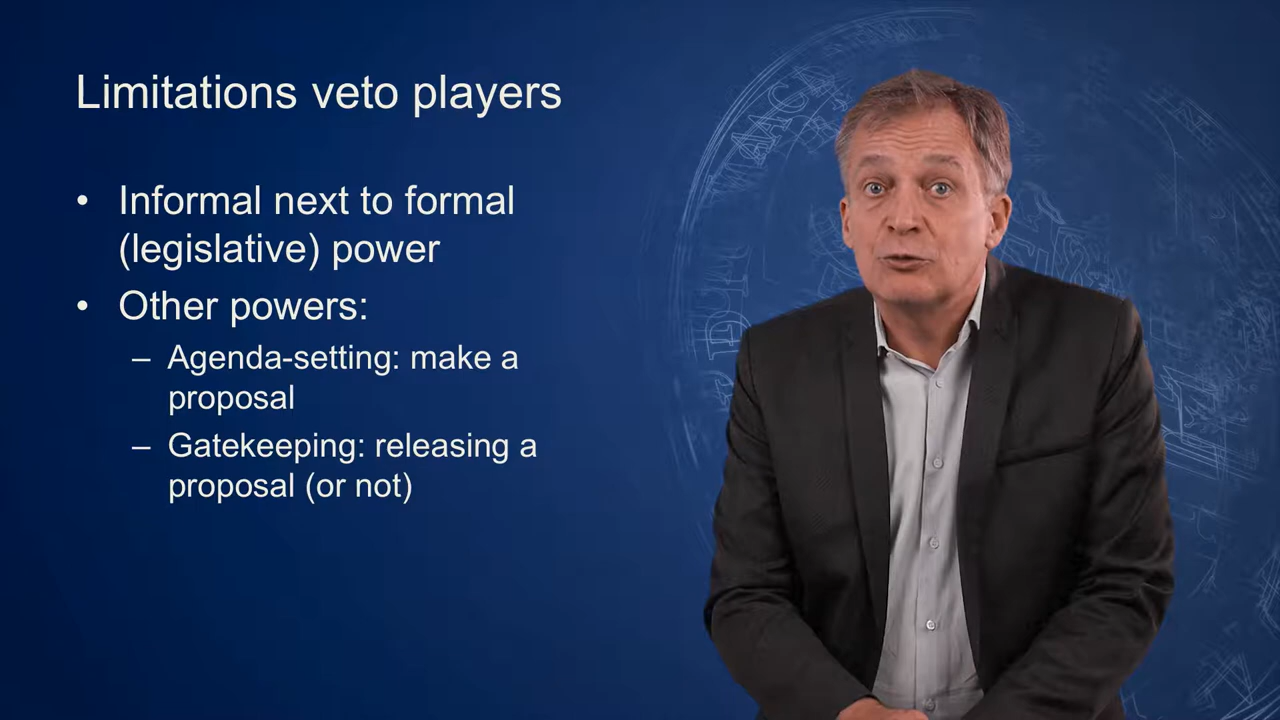 Limitations veto players
• Informal next to formal
(legislative) power
• Other powers:
– Agenda-setting: make a
proposal
– Gatekeeping: releasing a
proposal (or not)